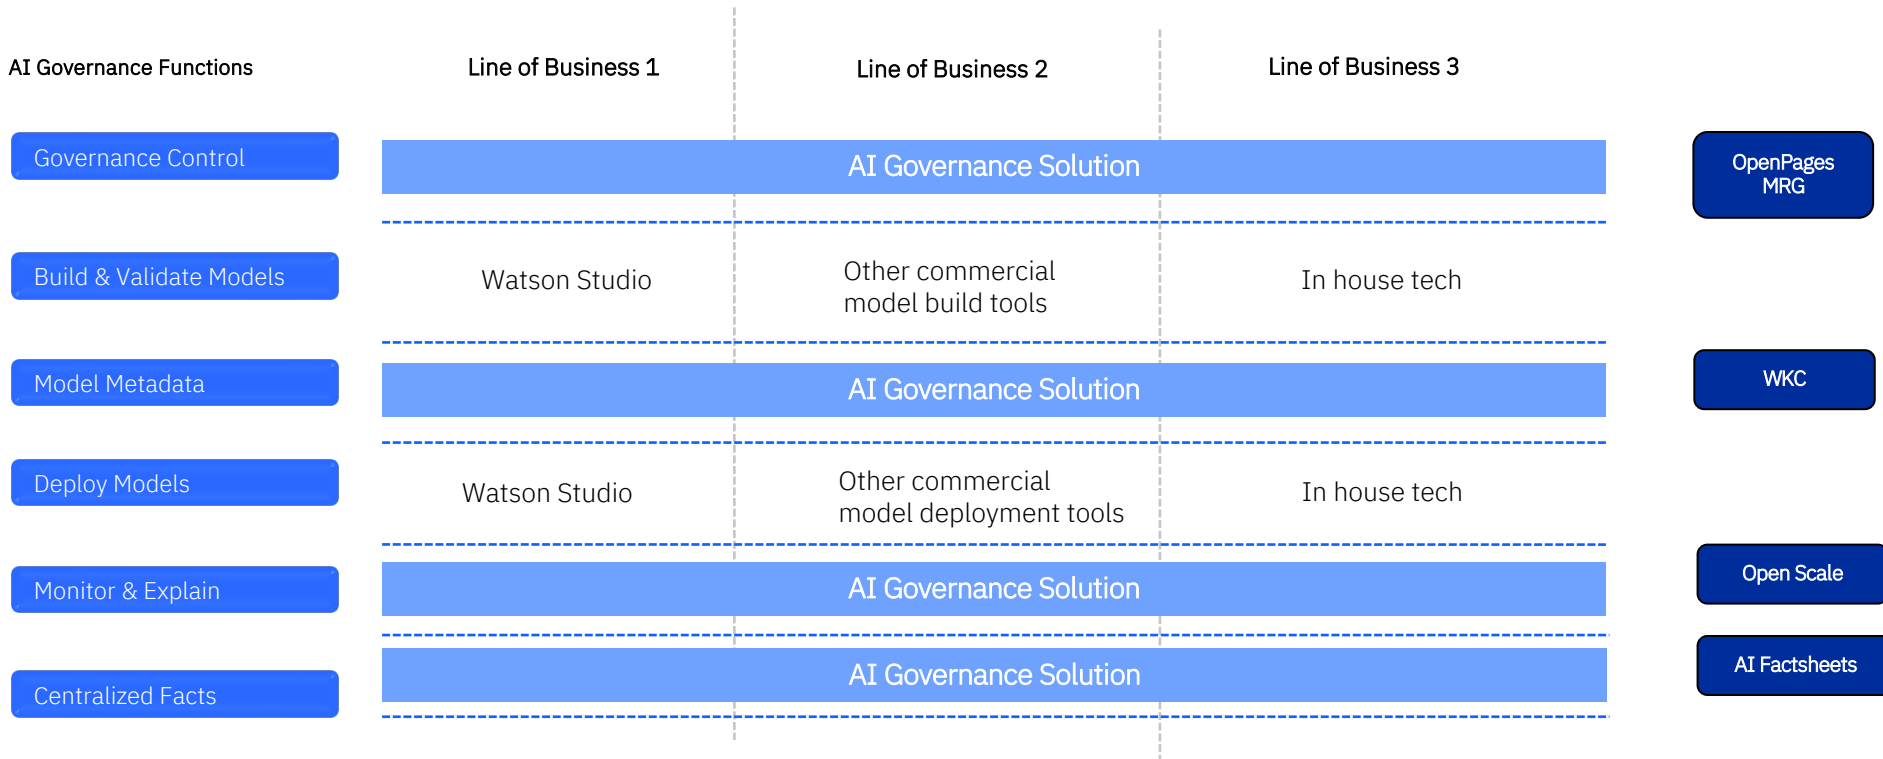 AI Governance Functions
Line of Business 1
Line of Business 2
Line of Business 3
Governance Control
AI Governance Solution
OpenPages
MRG
Build & Validate Models
Watson Studio
Other commercial
model build tools
In house tech
Model Metadata
AI Governance Solution
WKC
Deploy Models
Watson Studio
Other commercial
model deployment tools
In house tech
Monitor & Explain
AI Governance Solution
Open Scale
Centralized Facts
AI Governance Solution
AI Factsheets